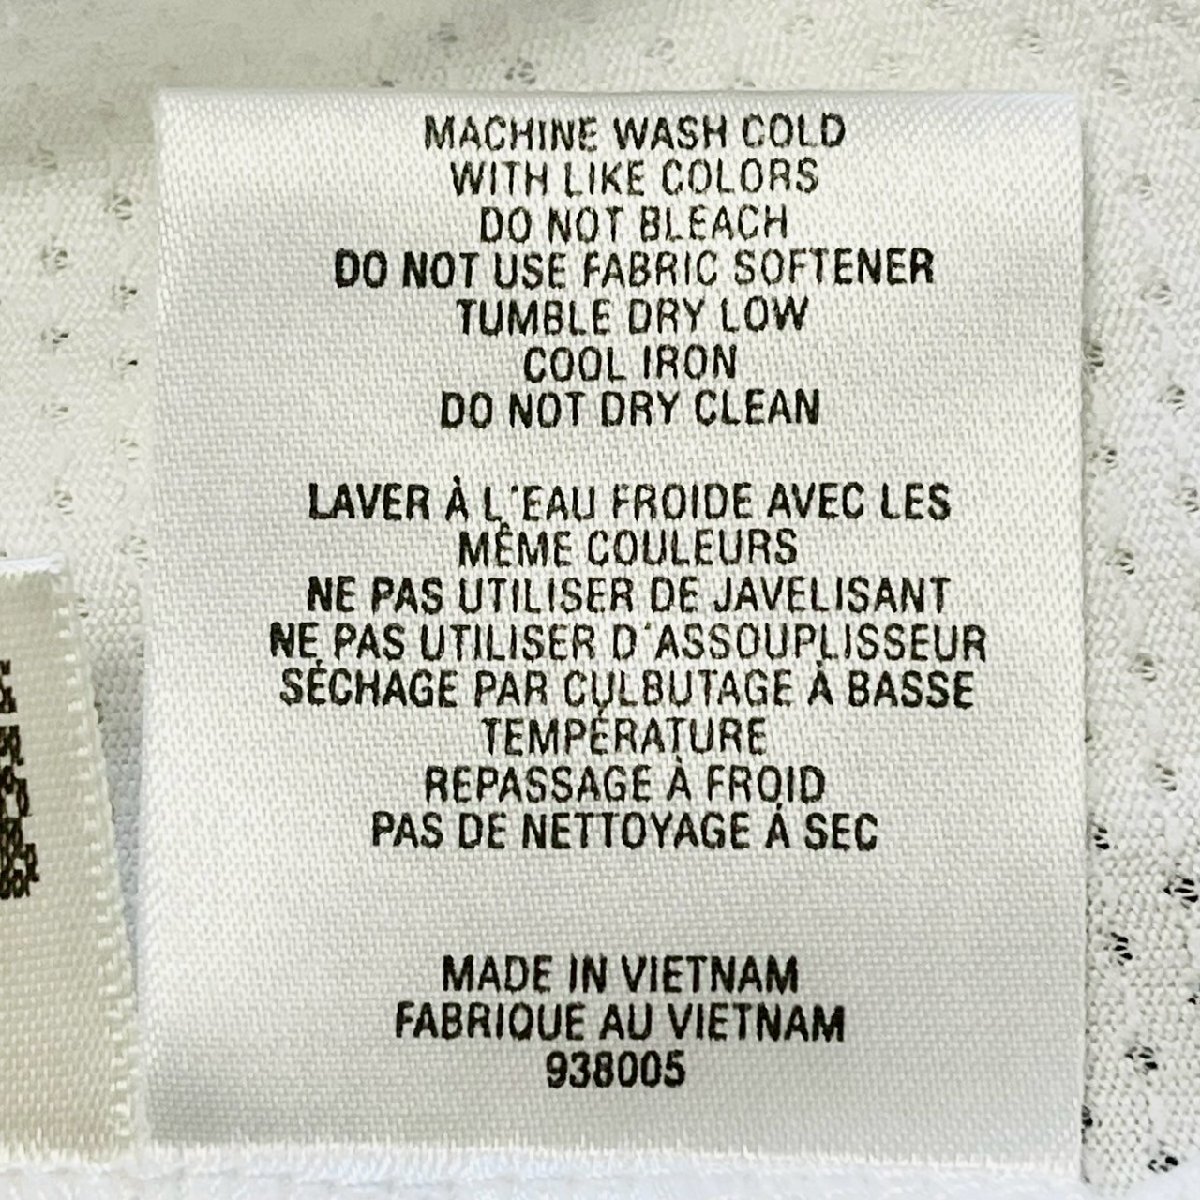 MACHINE WASH COLD
WITH LIKE COLORS
DO NOT BLEACH
DO NOT USE FABRIC SOFTENER
TUMBLE DRY LOW
COOL IRON
DO NOT DRY CLEAN
LAVER À L'EAU FROIDE AVEC LES
MÊME COULEURS
NE PAS UTILISER DE JAVELISANT
NE PAS UTILISER D'ASSOUPLISSEUR
SÉCHAGE PAR CULBUTAGE À BASSE
TEMPÉRATURE
REPASSAGE À FROID
PAS DE NETTOYAGE À SEC
MADE IN VIETNAM
FABRIQUE AU VIETNAM
938005